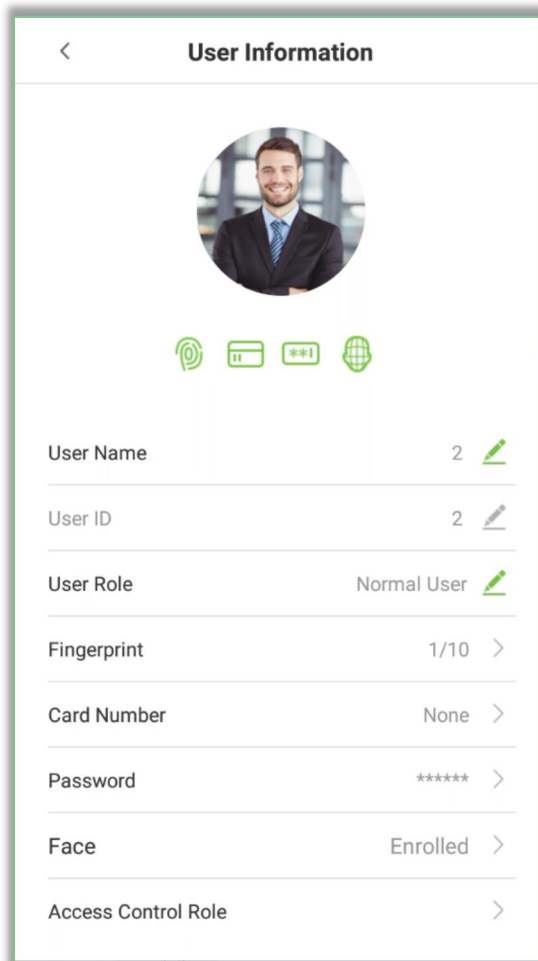 User Information
**I
User Name 2
User ID 2
User Role Normal User
Fingerprint 1/10
Card Number None
Password ******
Face Enrolled
Access Control Role